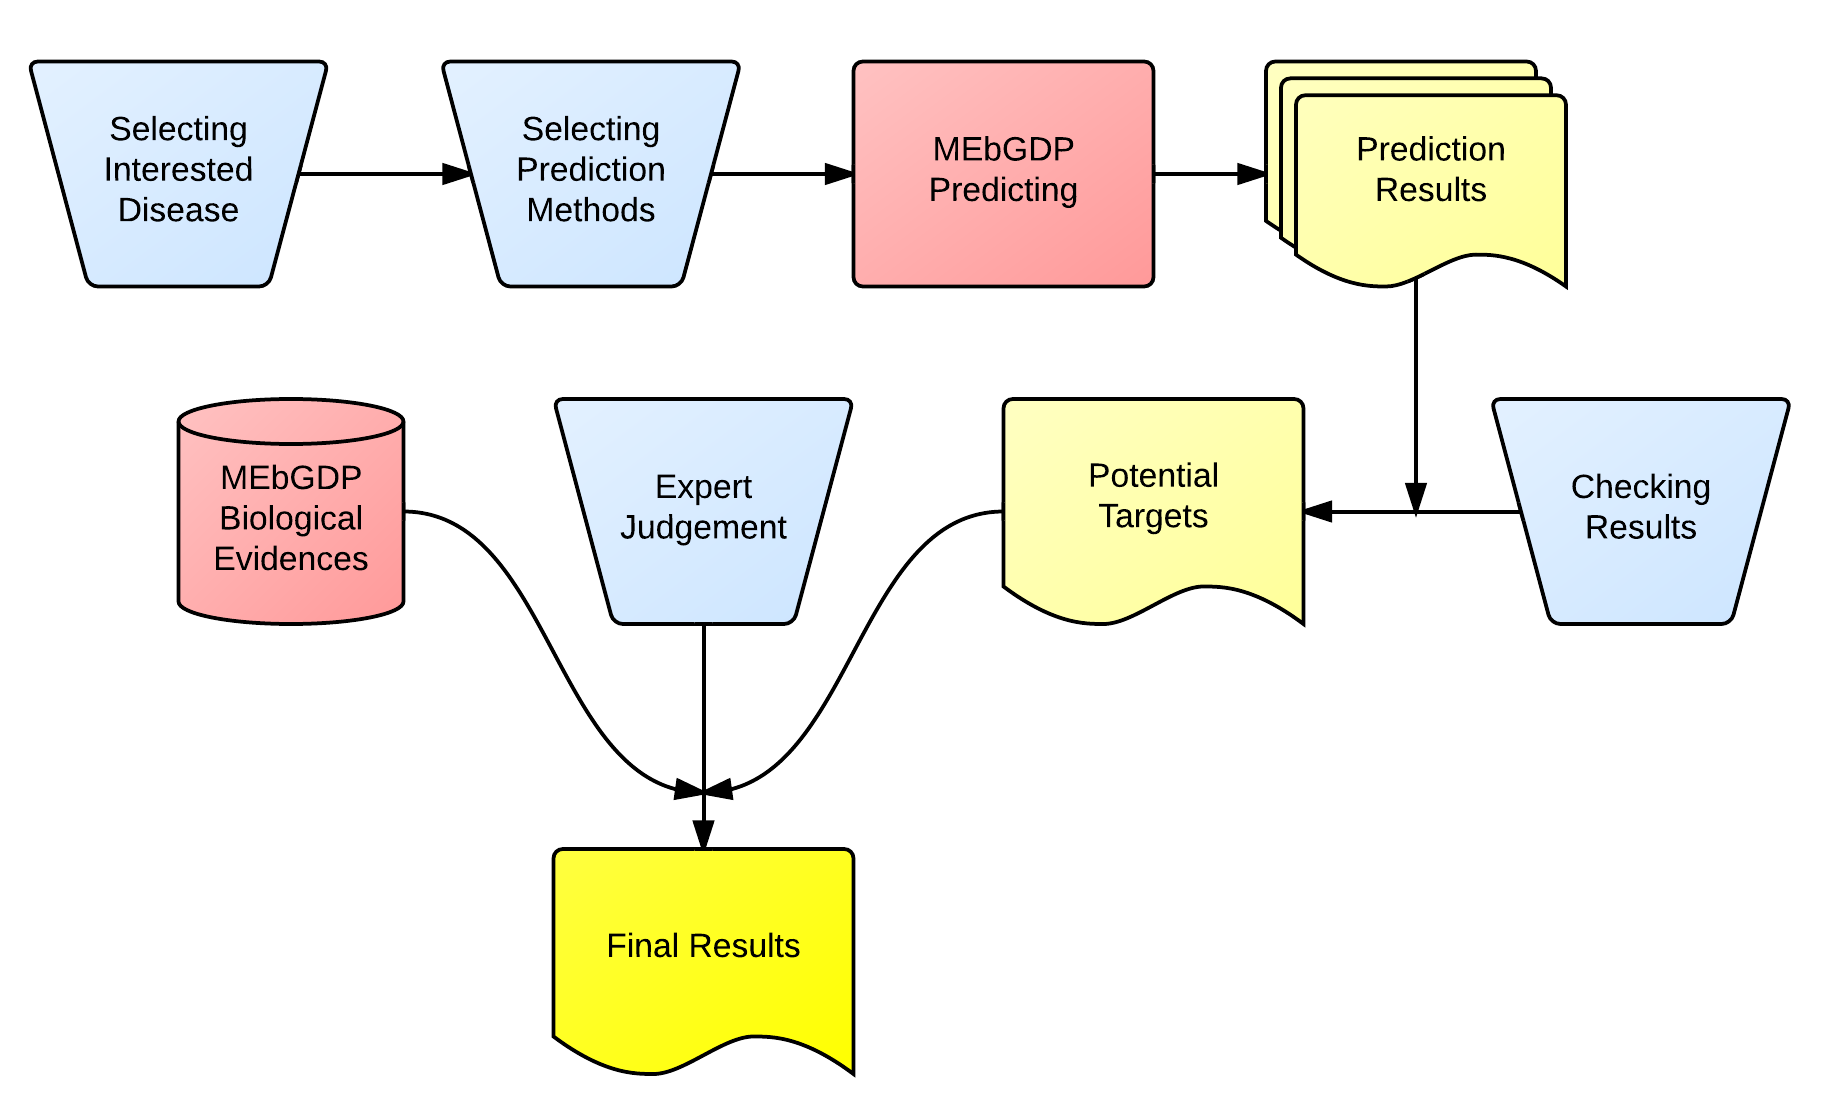 Selecting
Interested
Disease
Selecting
Prediction
Methods
MEbGDP
Predicting
Prediction
Results
MEbGDP
Biological
Evidences
Expert
Judgement
Potential
Targets
Checking
Results
Final Results